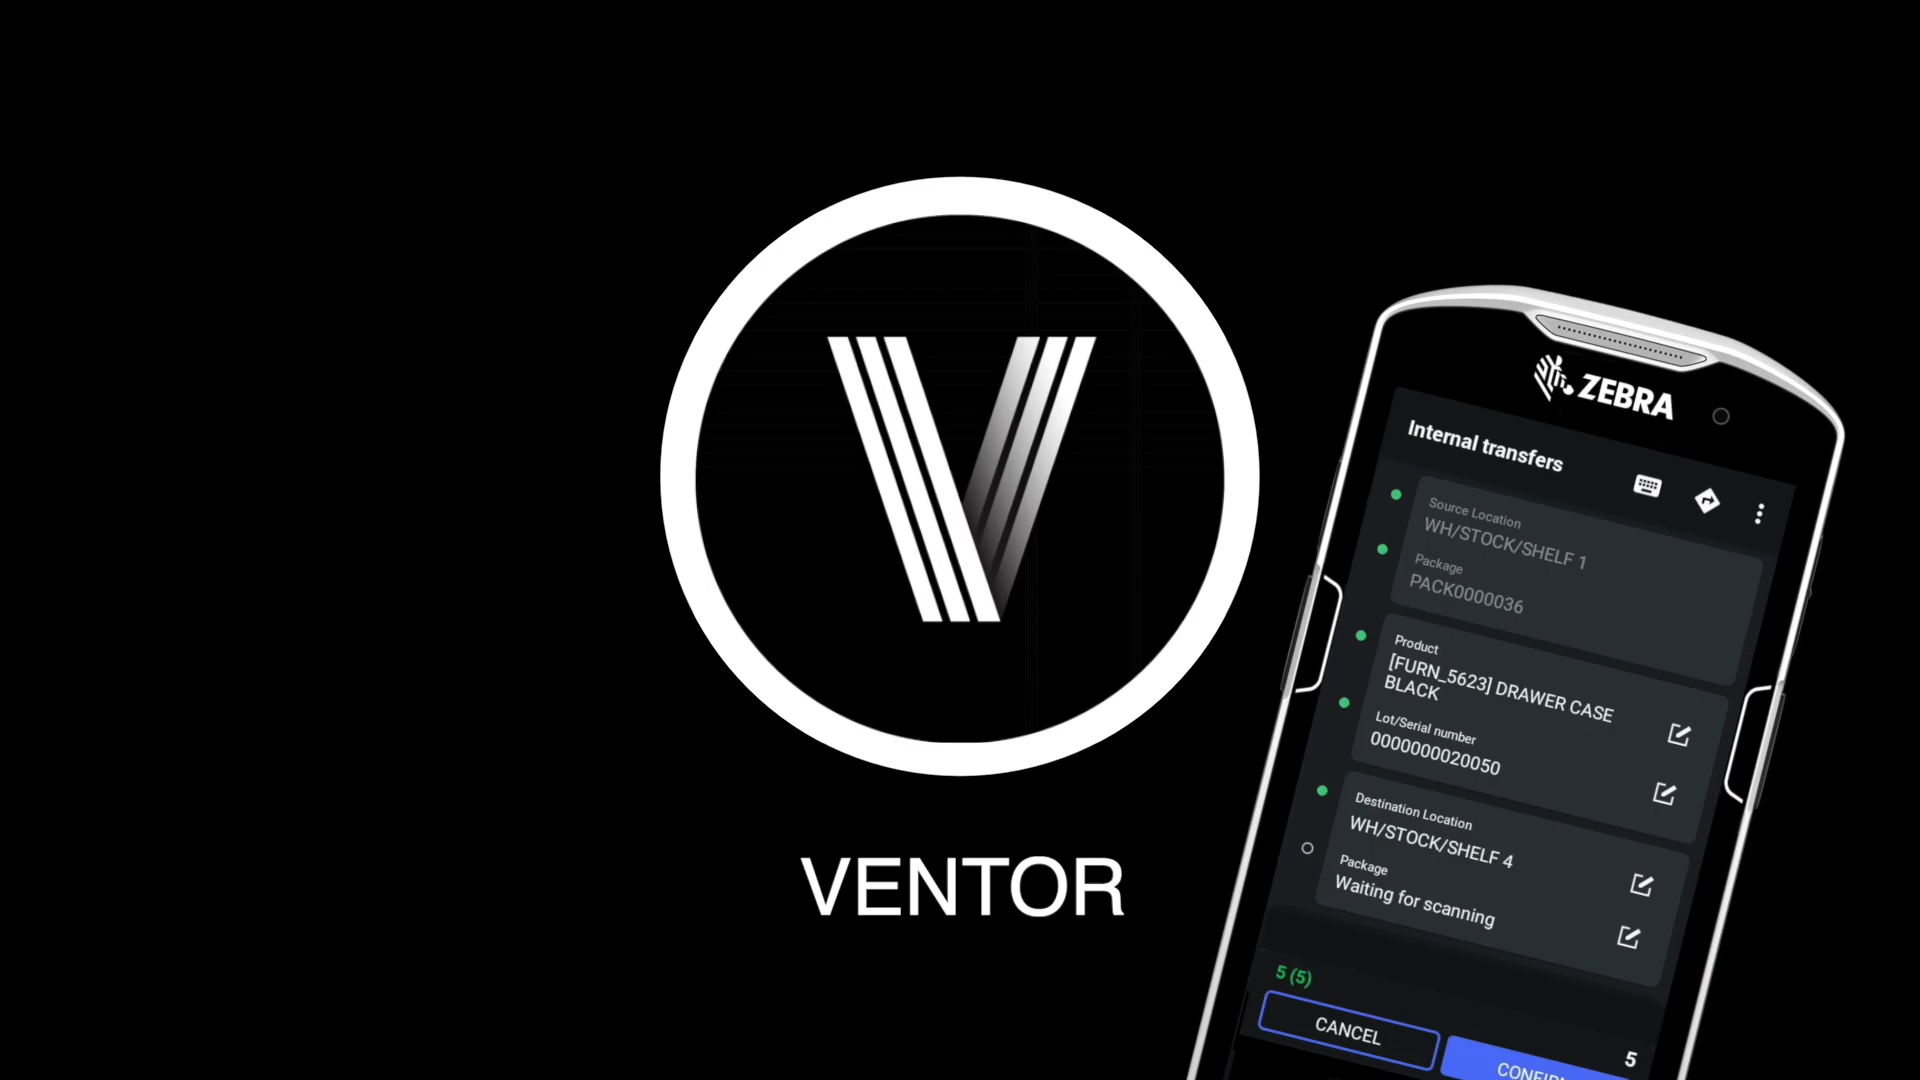 VENTOR
ZEBRA
Internal transfers
Source Location
WH/STOCK/SHELF 1
Package
PACK0000036
Product
[FURN_5623] DRAWER CASE
BLACK
Lot/Serial number
0000000020050
Destination Location
WH/STOCK/SHELF 4
Package
Waiting for scanning
5 (5)
5
CANCEL